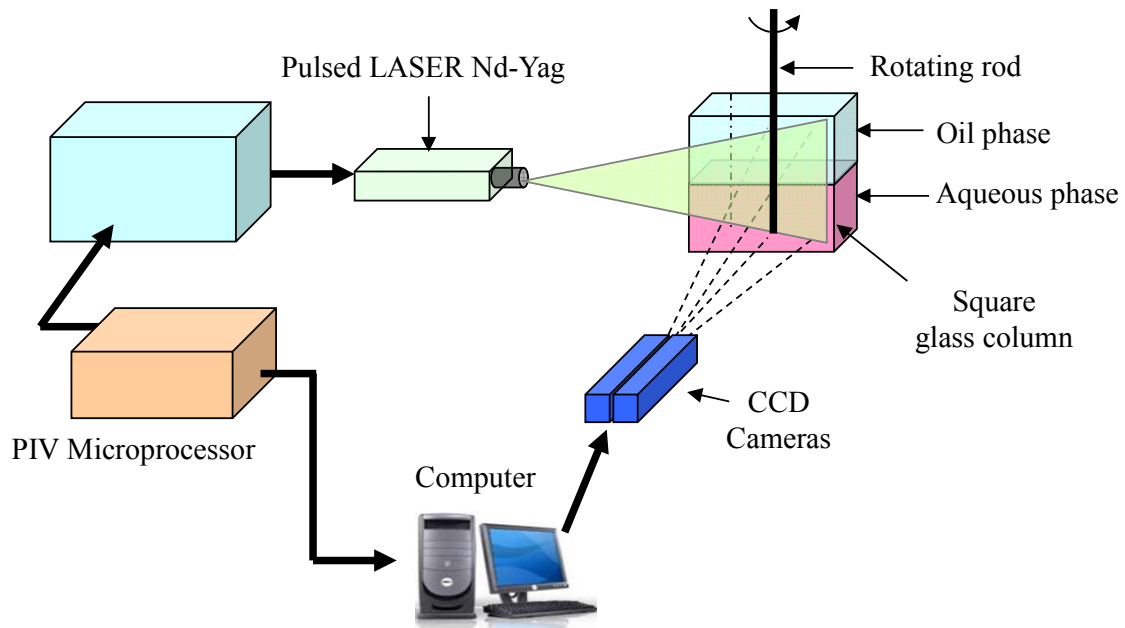 Pulsed LASER Nd-Yag
Rotating rod
Oil phase
Aqueous phase
Square
glass column
CCD
Cameras
PIV Microprocessor
Computer